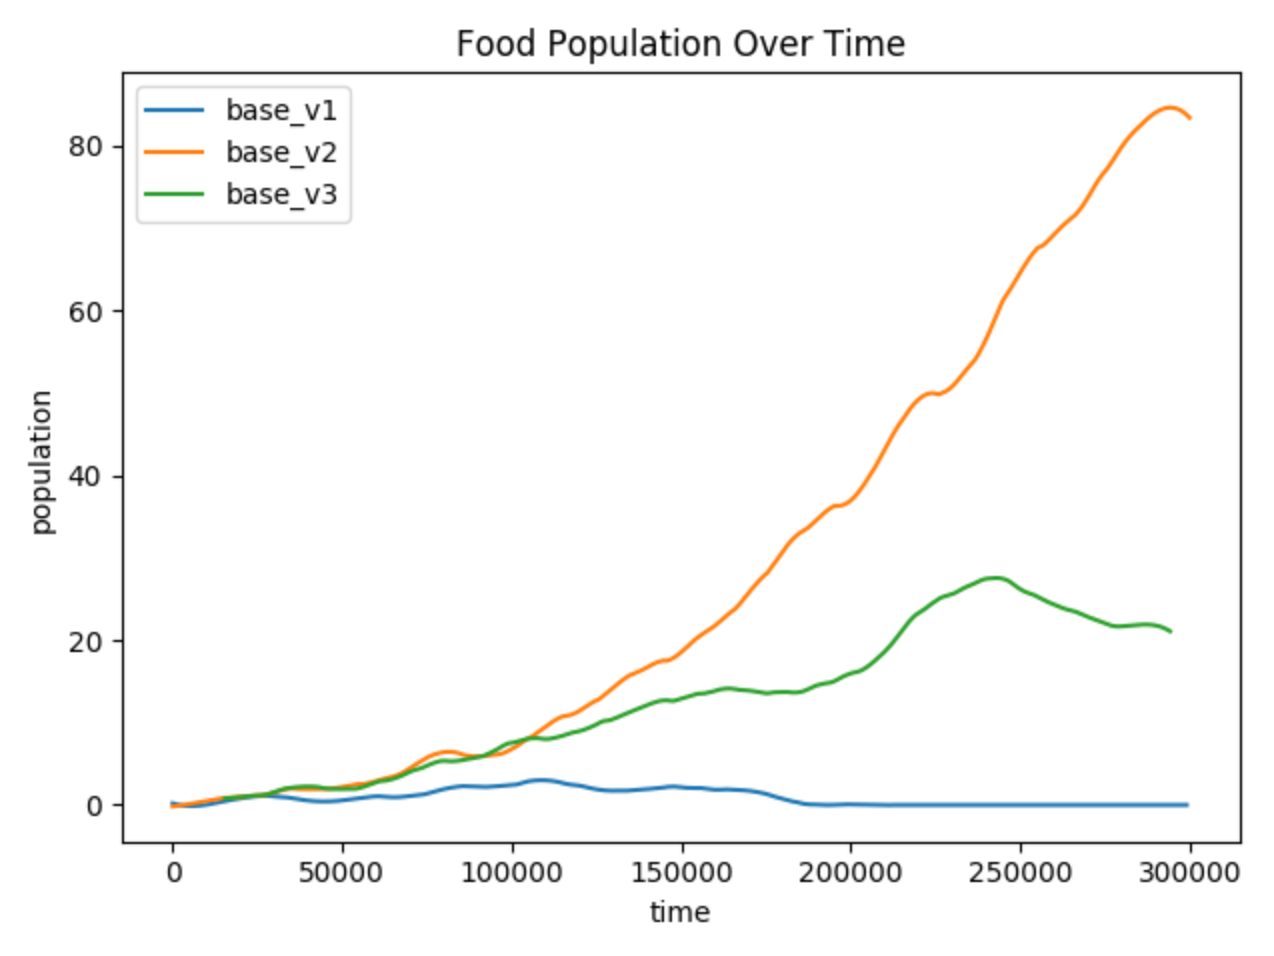 Food Population Over Time
base_v1
base_v2
base_v3
80
60
40
20
0
population
0 50000 100000 150000 200000 250000 300000
time